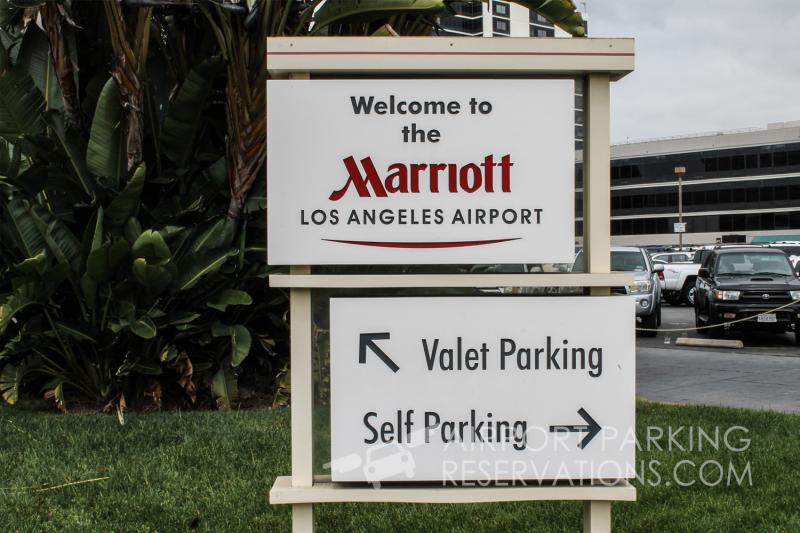 Welcome to
the
Marriott
LOS ANGELES AIRPORT
↖ Valet Parking
Self Parking →
AIRPORT PARKING
RESERVATIONS.COM